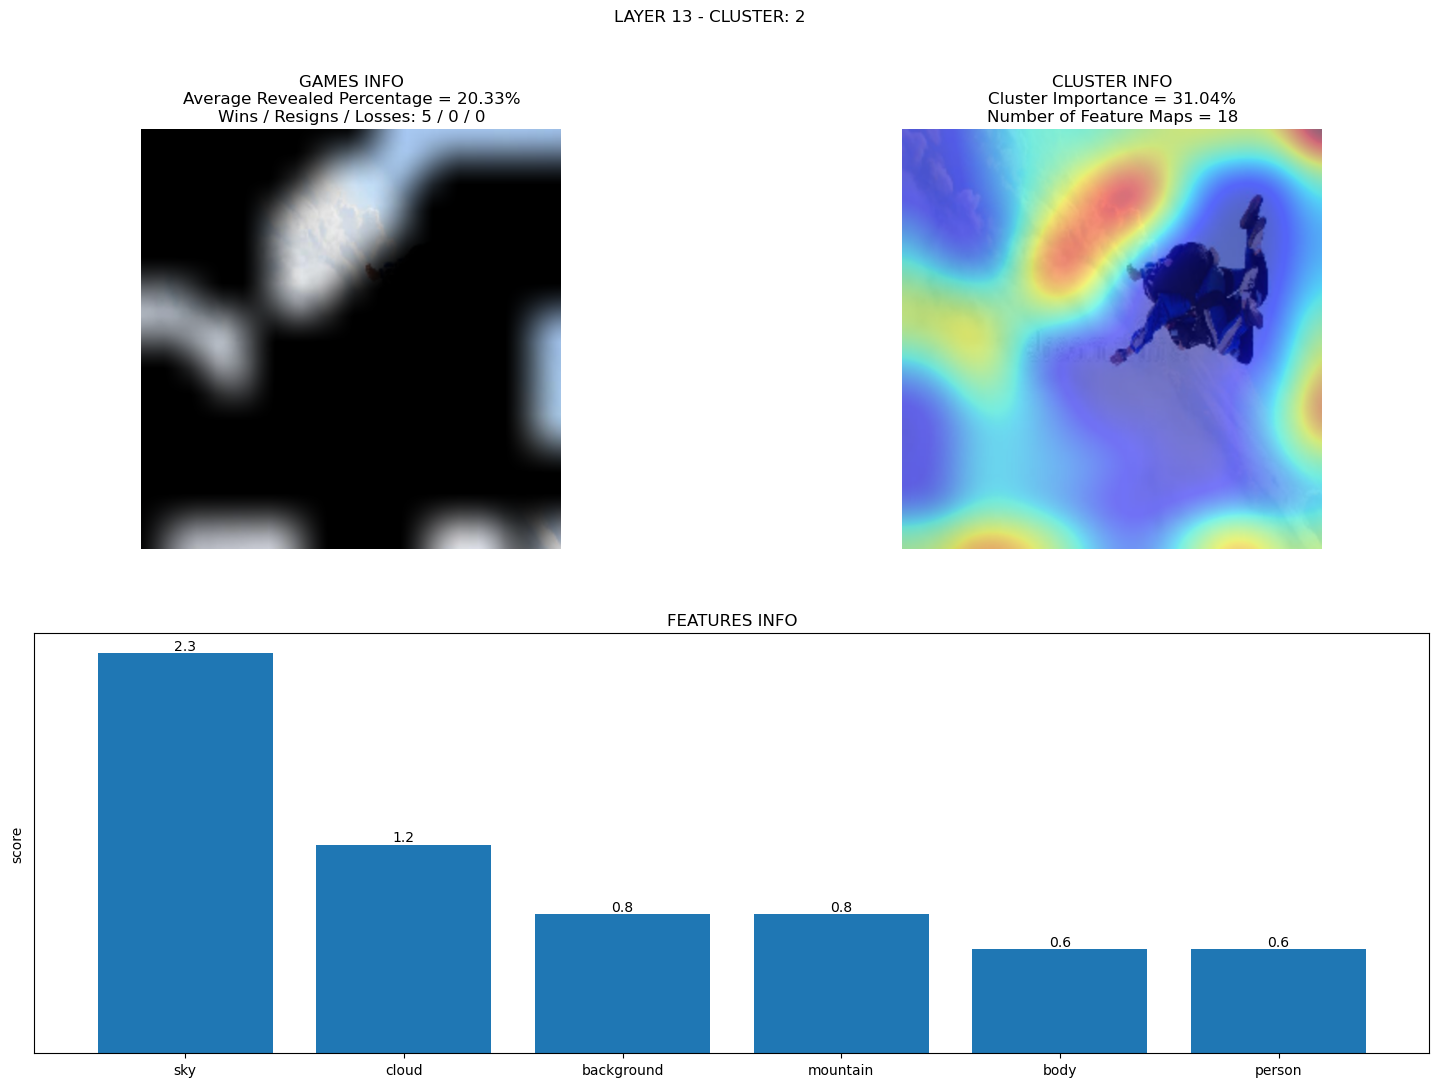 LAYER 13 - CLUSTER: 2
GAMES INFO
Average Revealed Percentage = 20.33%
Wins / Resigns / Losses: 5 / 0 / 0
CLUSTER INFO
Cluster Importance = 31.04%
Number of Feature Maps = 18
FEATURES INFO
score
2.3
1.2
0.8
0.8
0.6
0.6
sky
cloud
background
mountain
body
person